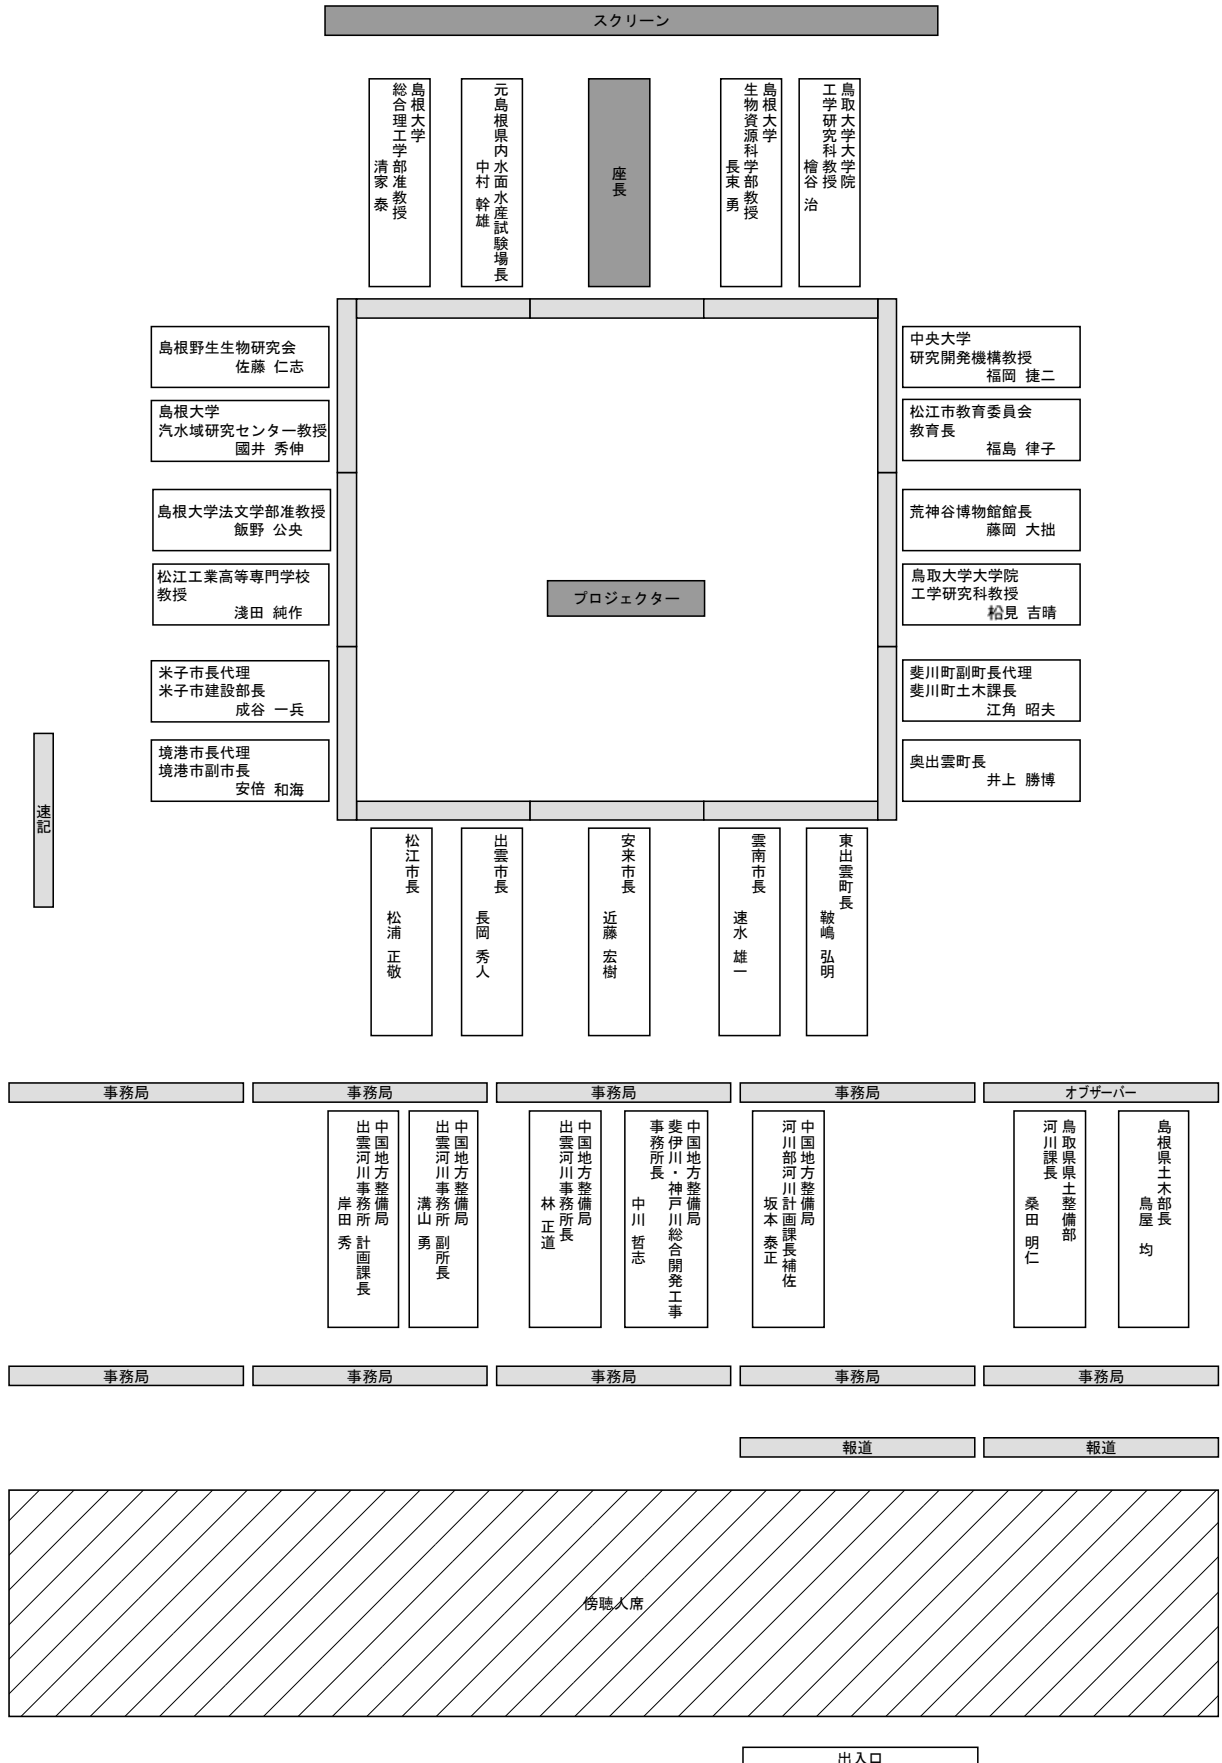 スクリーン
島根大学
総合理工学部准教授
清家 泰
元島根県内水面水産試験場長
中村 幹雄
座長
島根大学
生物資源科学部教授
長束 勇
鳥取大学大学院
工学研究科教授
檜谷 治
島根野生生物研究会
佐藤 仁志
島根大学
汽水域研究センター教授
國井 秀伸
島根大学法文学部准教授
飯野 公央
松江工業高等専門学校
教授
淺田 純作
米子市長代理
米子市建設部長
成谷 一兵
境港市長代理
境港市副市長
安倍 和海
中央大学
研究開発機構教授
福岡 捷二
松江市教育委員会
教育長
福島 律子
荒神谷博物館館長
藤岡 大拙
鳥取大学大学院
工学研究科教授
松見 吉晴
斐川町副町長代理
斐川町土木課長
江角 昭夫
奥出雲町長
井上 勝博
プロジェクター
速記
松江市長
松浦 正敬
出雲市長
長岡 秀人
安来市長
近藤 宏樹
雲南市長
速水 雄一
東出雲町長
鞁嶋 弘明
事務局
事務局
事務局
事務局
オブザーバー
中国地方整備局
出雲河川事務所 計画課長
岸田 秀
中国地方整備局
出雲河川事務所 副所長
溝山 勇
中国地方整備局
出雲河川事務所長
林 正道
中国地方整備局
斐伊川・神戸川総合開発工事
事務所長
中川 哲志
中国地方整備局
河川部河川計画課長補佐
坂本 泰正
鳥取県県土整備部
河川課長
桑田 明仁
島根県土木部長
鳥屋 均
事務局
事務局
事務局
事務局
事務局
報道
報道
傍聴人席
出入口